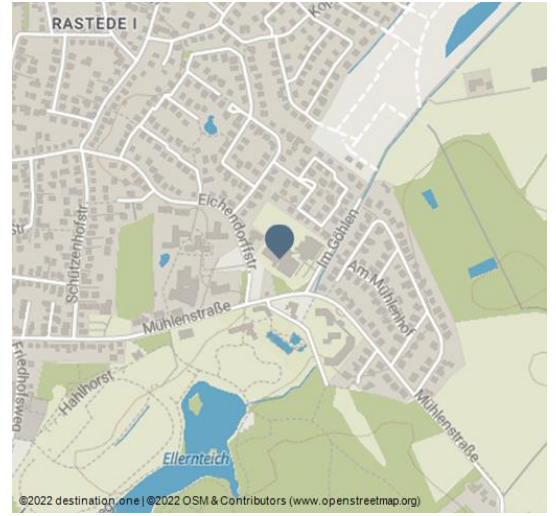 RASTEDE I
Eichendorffstr.
Im Göhlen
Schützenhofstr.
Am Mühlenhof
Mühlenstraße
Friedhofsweg
Hahlhorst
Mühlenstraße
Ellernteich
©2022 destination.one | ©2022 OSM & Contributors (www.openstreetmap.org)